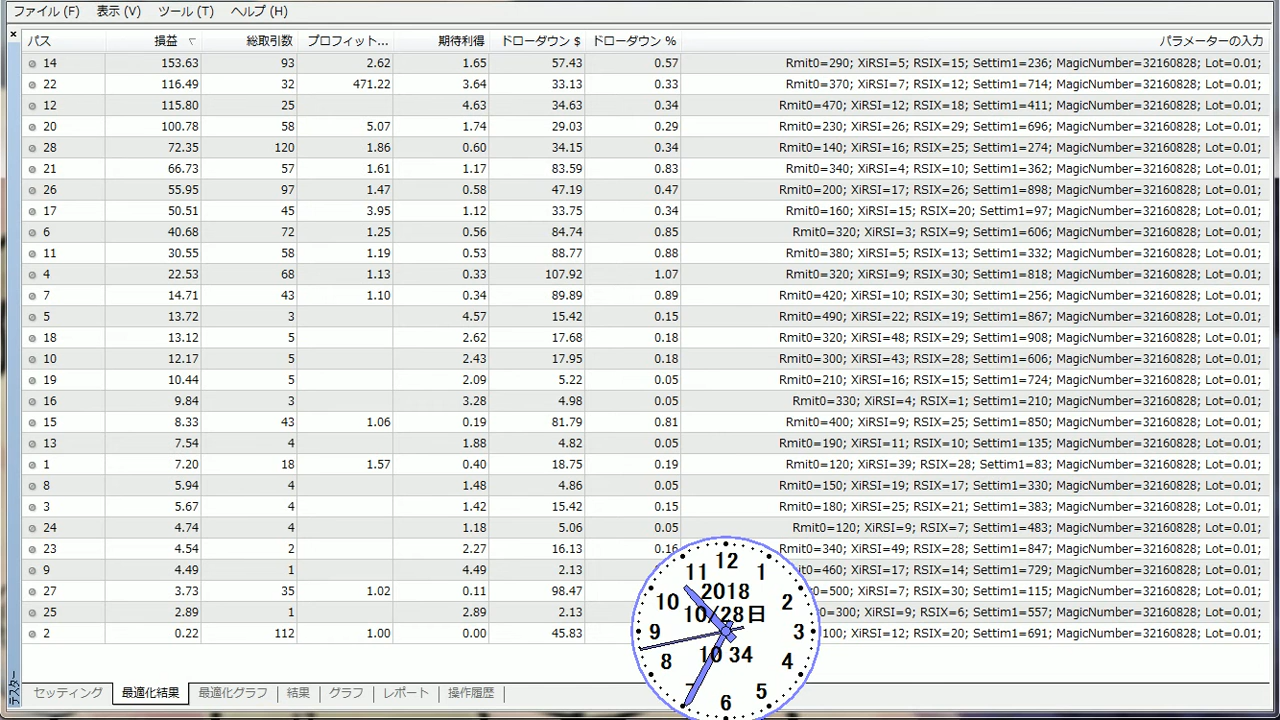 ファイル (F) 表示 (V) ツール (T) ヘルプ (H)
パス 損益 総取引数 プロフィット... 期待利得 ドローダウン $ ドローダウン % パラメーターの入力
14 153.63 93 2.62 1.65 57.43 0.57 Rmit0=290; XiRSI=5; RSIX=15; Settim1=236; MagicNumber=32160828; Lot=0.01;
22 116.49 32 471.22 3.64 33.13 0.33 Rmit0=370; XiRSI=7; RSIX=12; Settim1=714; MagicNumber=32160828; Lot=0.01;
12 115.80 25 4.63 34.63 0.34 Rmit0=470; XiRSI=12; RSIX=18; Settim1=411; MagicNumber=32160828; Lot=0.01;
20 100.78 58 5.07 1.74 29.03 0.29 Rmit0=230; XiRSI=26; RSIX=29; Settim1=696; MagicNumber=32160828; Lot=0.01;
28 72.35 120 1.86 0.60 34.15 0.34 Rmit0=140; XiRSI=16; RSIX=25; Settim1=274; MagicNumber=32160828; Lot=0.01;
21 66.73 57 1.61 1.17 83.59 0.83 Rmit0=340; XiRSI=4; RSIX=10; Settim1=362; MagicNumber=32160828; Lot=0.01;
26 55.95 97 1.47 0.58 47.19 0.47 Rmit0=200; XiRSI=17; RSIX=26; Settim1=898; MagicNumber=32160828; Lot=0.01;
17 50.51 45 3.95 1.12 33.75 0.34 Rmit0=160; XiRSI=15; RSIX=20; Settim1=97; MagicNumber=32160828; Lot=0.01;
6 40.68 72 1.25 0.56 84.74 0.85 Rmit0=320; XiRSI=3; RSIX=9; Settim1=606; MagicNumber=32160828; Lot=0.01;
11 30.55 58 1.19 0.53 88.77 0.88 Rmit0=380; XiRSI=5; RSIX=13; Settim1=332; MagicNumber=32160828; Lot=0.01;
4 22.53 68 1.13 0.33 107.92 1.07 Rmit0=320; XiRSI=9; RSIX=30; Settim1=818; MagicNumber=32160828; Lot=0.01;
7 14.71 43 1.10 0.34 89.89 0.89 Rmit0=420; XiRSI=10; RSIX=30; Settim1=256; MagicNumber=32160828; Lot=0.01;
5 13.72 3 4.57 15.42 0.15 Rmit0=490; XiRSI=22; RSIX=19; Settim1=867; MagicNumber=32160828; Lot=0.01;
18 13.12 5 2.62 17.68 0.18 Rmit0=320; XiRSI=48; RSIX=29; Settim1=908; MagicNumber=32160828; Lot=0.01;
10 12.17 5 2.43 17.95 0.18 Rmit0=300; XiRSI=43; RSIX=28; Settim1=606; MagicNumber=32160828; Lot=0.01;
19 10.44 5 2.09 5.22 0.05 Rmit0=210; XiRSI=16; RSIX=15; Settim1=724; MagicNumber=32160828; Lot=0.01;
16 9.84 3 3.28 4.98 0.05 Rmit0=330; XiRSI=4; RSIX=1; Settim1=210; MagicNumber=32160828; Lot=0.01;
15 8.33 43 1.06 0.19 81.79 0.81 Rmit0=400; XiRSI=9; RSIX=25; Settim1=850; MagicNumber=32160828; Lot=0.01;
13 7.54 4 1.88 4.82 0.05 Rmit0=190; XiRSI=11; RSIX=10; Settim1=135; MagicNumber=32160828; Lot=0.01;
1 7.20 18 1.57 0.40 18.75 0.19 Rmit0=120; XiRSI=39; RSIX=28; Settim1=83; MagicNumber=32160828; Lot=0.01;
8 5.94 4 1.48 4.86 0.05 Rmit0=150; XiRSI=19; RSIX=17; Settim1=330; MagicNumber=32160828; Lot=0.01;
3 5.67 4 1.42 15.42 0.15 Rmit0=180; XiRSI=25; RSIX=21; Settim1=383; MagicNumber=32160828; Lot=0.01;
24 4.74 4 1.18 5.06 0.05 Rmit0=120; XiRSI=9; RSIX=7; Settim1=483; MagicNumber=32160828; Lot=0.01;
23 4.54 2 2.27 16.13 0.16 Rmit0=340; XiRSI=49; RSIX=28; Settim1=847; MagicNumber=32160828; Lot=0.01;
9 4.49 1 4.49 2.13 =460; XiRSI=17; RSIX=14; Settim1=729; MagicNumber=32160828; Lot=0.01;
27 3.73 35 1.02 0.11 98.47 =500; XiRSI=7; RSIX=30; Settim1=115; MagicNumber=32160828; Lot=0.01;
25 2.89 1 2.89 2.13 =300; XiRSI=9; RSIX=6; Settim1=557; MagicNumber=32160828; Lot=0.01;
2 0.22 112 1.00 0.00 45.83 100; XiRSI=12; RSIX=20; Settim1=691; MagicNumber=32160828; Lot=0.01;
12 1 2 3 4 5 6 7 8 9 10 11
2018
10/28日
10 34
テスター
セッティング 最適化結果 最適化グラフ 結果 グラフ レポート 操作履歴